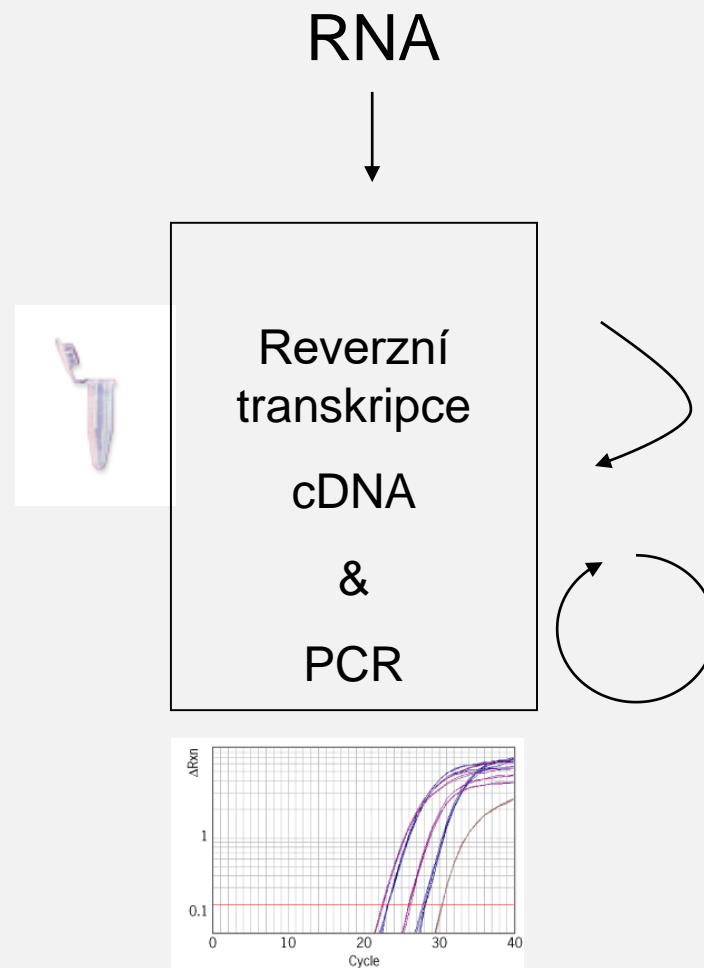 RNA
Reverzní
transkripce
cDNA
&
PCR
ΔRxn
1
0.1
0 10 20 30 40
Cycle